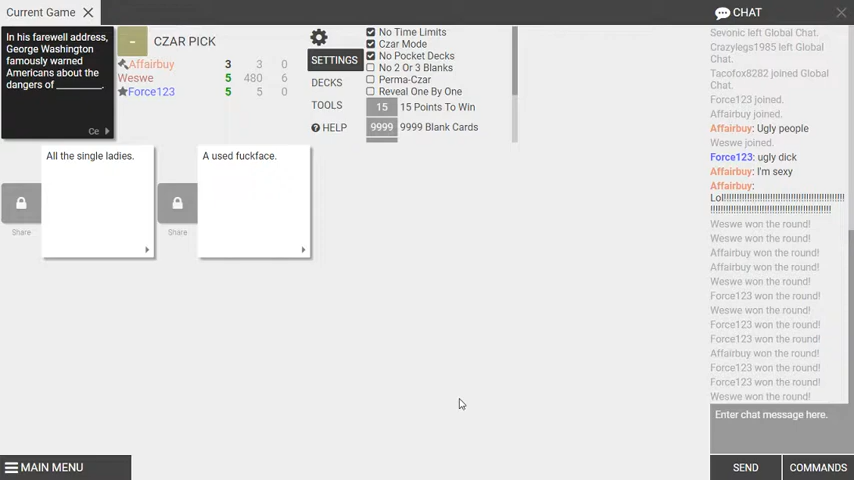 Current Game
In his farewell address,
George Washington
famously warned
Americans about the
dangers of ________.
Ce
-
CZAR PICK
Affairbuy 3 3 0
Weswe 5 480 6
Force123 5 5 0
SETTINGS
DECKS
TOOLS
HELP
No Time Limits
Czar Mode
No Pocket Decks
No 2 Or 3 Blanks
Perma-Czar
Reveal One By One
15 15 Points To Win
9999 9999 Blank Cards
All the single ladies.
Share
A used fuckface.
Share
MAIN MENU
CHAT
Sevonic left Global Chat.
Crazylegs1985 left Global
Chat.
Tacofox8282 joined Global
Chat.
Force123 joined.
Affairbuy joined.
Affairbuy: Ugly people
Weswe joined.
Force123: ugly dick
Affairbuy: I'm sexy
Affairbuy:
Weswe won the round!
Weswe won the round!
Affairbuy won the round!
Affairbuy won the round!
Weswe won the round!
Force123 won the round!
Weswe won the round!
Force123 won the round!
Force123 won the round!
Affairbuy won the round!
Force123 won the round!
Force123 won the round!
Weswe won the round!
Enter chat message here.
SEND
COMMANDS